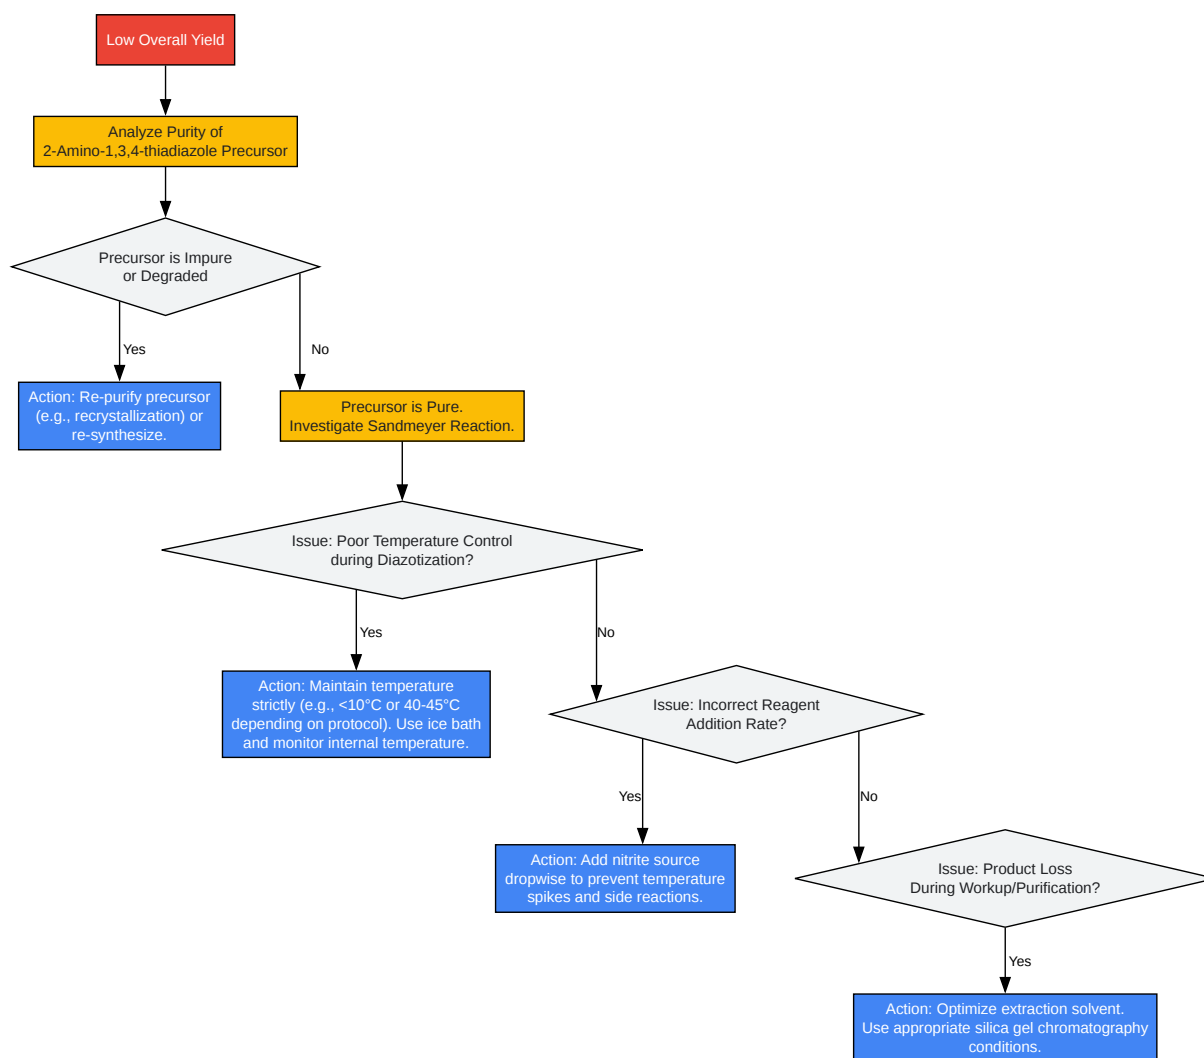 Low Overall Yield
Analyze Purity of
2-Amino-1,3,4-thiadiazole Precursor
Precursor is Impure
or Degraded
Yes
No
Action: Re-purify precursor
(e.g., recrystallization) or
re-synthesize.
Precursor is Pure.
Investigate Sandmeyer Reaction.
Issue: Poor Temperature Control
during Diazotization?
Yes
No
Action: Maintain temperature
strictly (e.g., <10°C or 40-45°C
depending on protocol). Use ice bath
and monitor internal temperature.
Issue: Incorrect Reagent
Addition Rate?
Yes
No
Action: Add nitrite source
dropwise to prevent temperature
spikes and side reactions.
Issue: Product Loss
During Workup/Purification?
Yes
Action: Optimize extraction solvent.
Use appropriate silica gel chromatography
conditions.